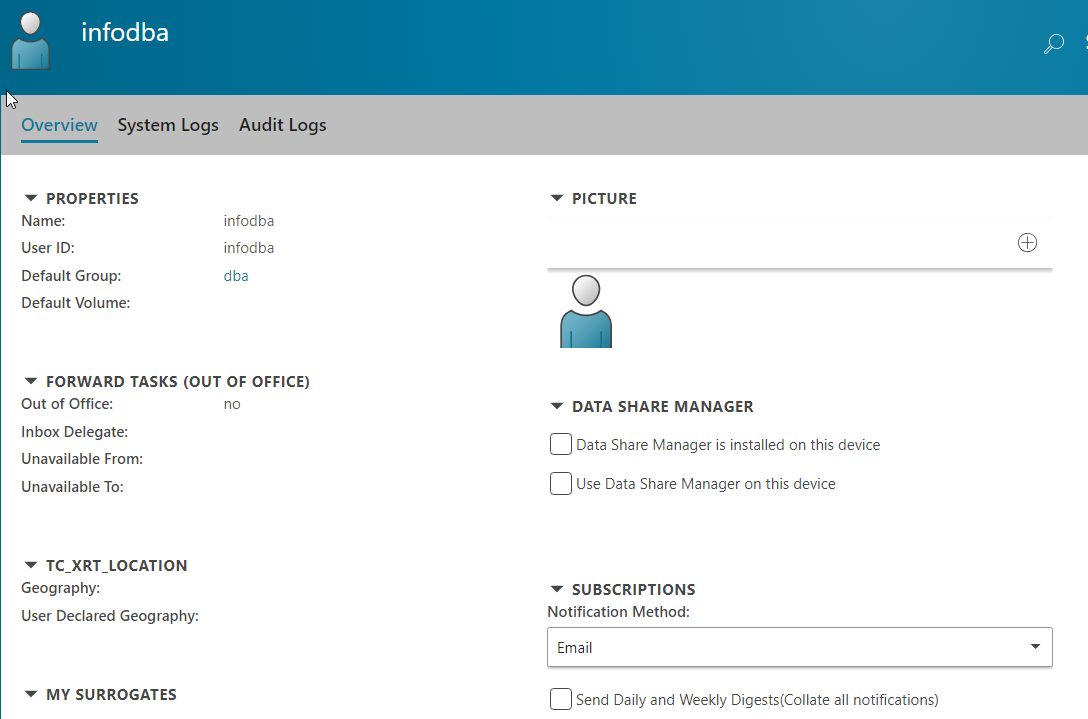 infodba
Overview System Logs Audit Logs
PROPERTIES
Name: infodba
User ID: infodba
Default Group: dba
Default Volume:
FORWARD TASKS (OUT OF OFFICE)
Out of Office: no
Inbox Delegate:
Unavailable From:
Unavailable To:
TC_XRT_LOCATION
Geography:
User Declared Geography:
MY SURROGATES
PICTURE
DATA SHARE MANAGER
Data Share Manager is installed on this device
Use Data Share Manager on this device
SUBSCRIPTIONS
Notification Method:
Email
Send Daily and Weekly Digests(Collate all notifications)